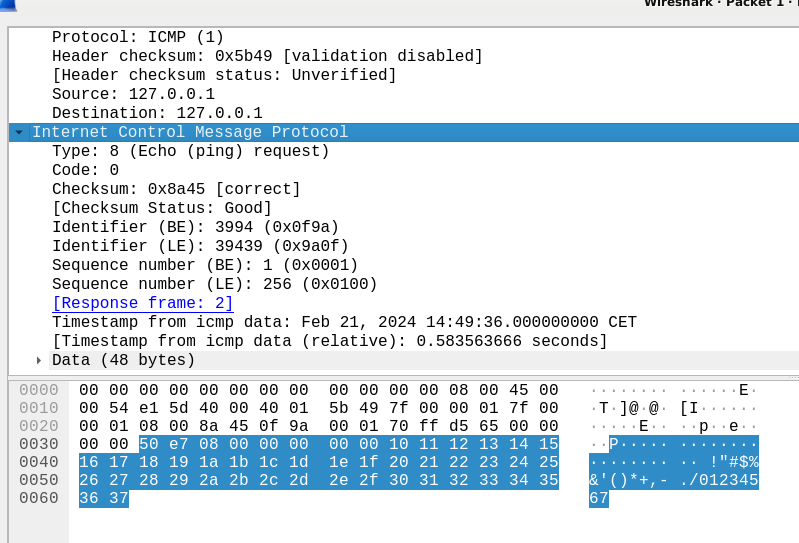 Wireshark · Packet 1 ·
Protocol: ICMP (1)
Header checksum: 0x5b49 [validation disabled]
[Header checksum status: Unverified]
Source: 127.0.0.1
Destination: 127.0.0.1
Internet Control Message Protocol
Type: 8 (Echo (ping) request)
Code: 0
Checksum: 0x8a45 [correct]
[Checksum Status: Good]
Identifier (BE): 3994 (0x0f9a)
Identifier (LE): 39439 (0x9a0f)
Sequence number (BE): 1 (0x0001)
Sequence number (LE): 256 (0x0100)
[Response frame: 2]
Timestamp from icmp data: Feb 21, 2024 14:49:36.000000000 CET
[Timestamp from icmp data (relative): 0.583563666 seconds]
Data (48 bytes)
0000 00 00 00 00 00 00 00 00 00 00 00 00 08 00 45 00 ········ ······E·
0010 00 54 e1 5d 40 00 40 01 5b 49 7f 00 00 01 7f 00 ·T·]@·@· [I······
0020 00 01 08 00 8a 45 0f 9a 00 01 70 ff d5 65 00 00 ·····E·· ··p··e··
0030 00 00 50 e7 08 00 00 00 00 00 10 11 12 13 14 15 ··P····· ········
0040 16 17 18 19 1a 1b 1c 1d 1e 1f 20 21 22 23 24 25 ········ ·· !"#$%
0050 26 27 28 29 2a 2b 2c 2d 2e 2f 30 31 32 33 34 35 &'()*+,- ./012345
0060 36 37 67